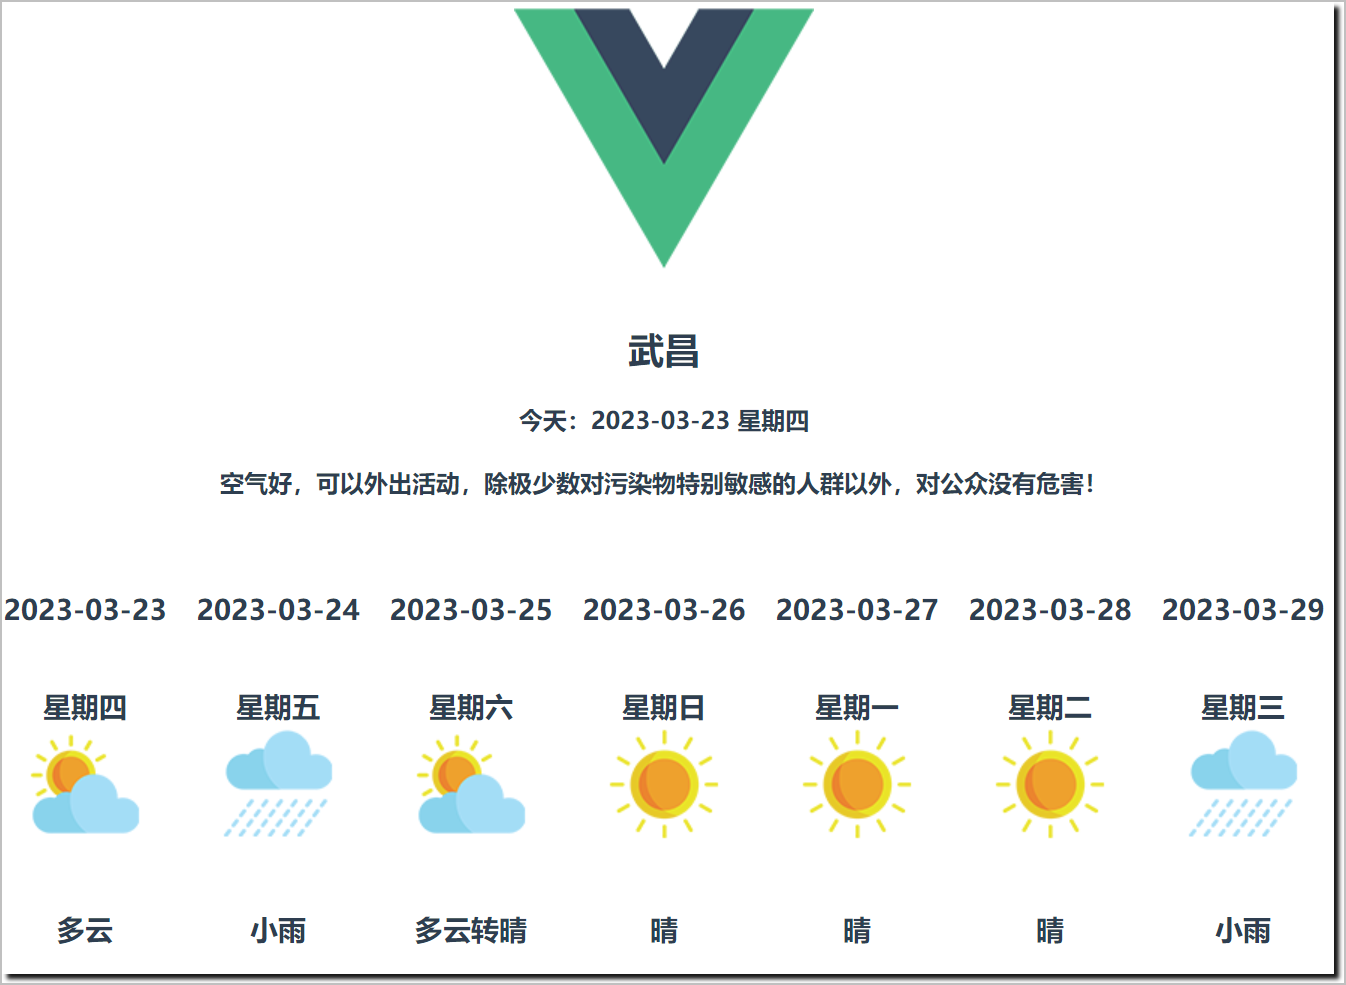 武昌
今天：2023-03-23 星期四
空气好，可以外出活动，除极少数对污染物特别敏感的人群以外，对公众没有危害！
2023-03-23 2023-03-24 2023-03-25 2023-03-26 2023-03-27 2023-03-28 2023-03-29
星期四 星期五 星期六 星期日 星期一 星期二 星期三
多云 小雨 多云转晴 晴 晴 晴 小雨